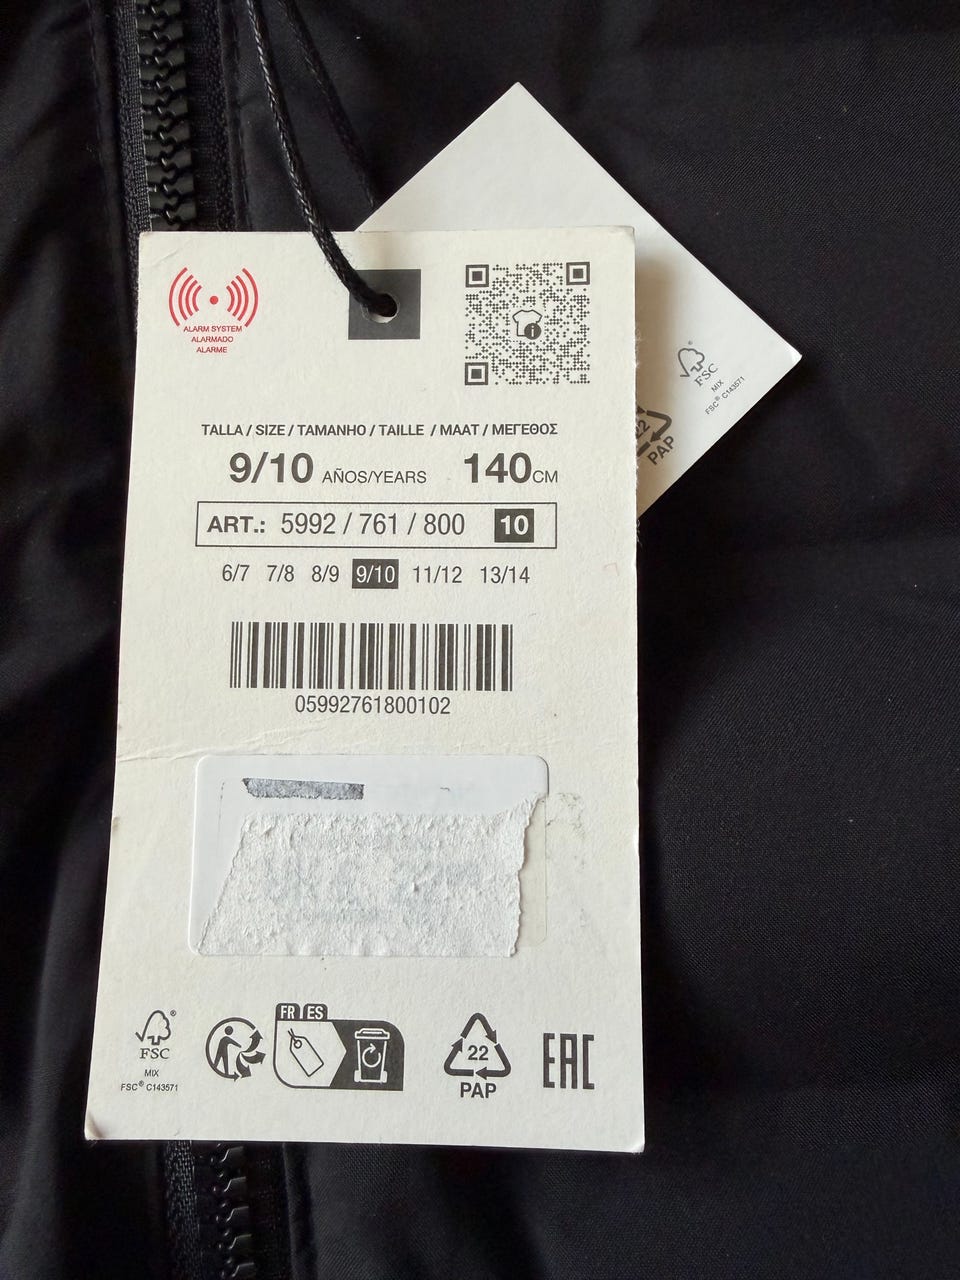 ALARM SYSTEM
ALARMADO
ALARME
i
TALLA / SIZE / TAMANHO / TAILLE / MAAT / ΜΕΓΕΘΟΣ
9/10 AÑOS/YEARS 140CM
ART.: 5992 / 761 / 800 10
6/7 7/8 8/9 9/10 11/12 13/14
05992761800102
FSC®
MIX
FSC® C143571
FR ES
22
PAP
EAC
FSC
MIX
FSC® C143571
22
PAP